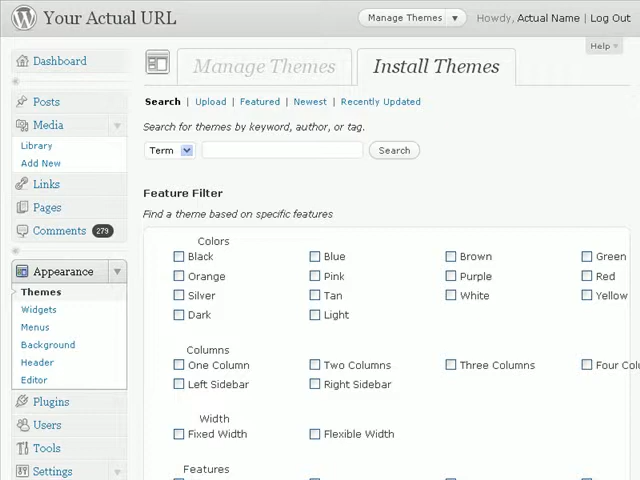 Your Actual URL
Manage Themes
Howdy, Actual Name | Log Out
Help
Dashboard
Posts
Media
Library
Add New
Links
Pages
Comments 279
Appearance
Themes
Widgets
Menus
Background
Header
Editor
Plugins
Users
Tools
Settings
Manage Themes
Install Themes
Search | Upload | Featured | Newest | Recently Updated
Search for themes by keyword, author, or tag.
Term
Search
Feature Filter
Find a theme based on specific features
Colors
Black Blue Brown Green
Orange Pink Purple Red
Silver Tan White Yellow
Dark Light
Columns
One Column Two Columns Three Columns Four Colu
Left Sidebar Right Sidebar
Width
Fixed Width Flexible Width
Features